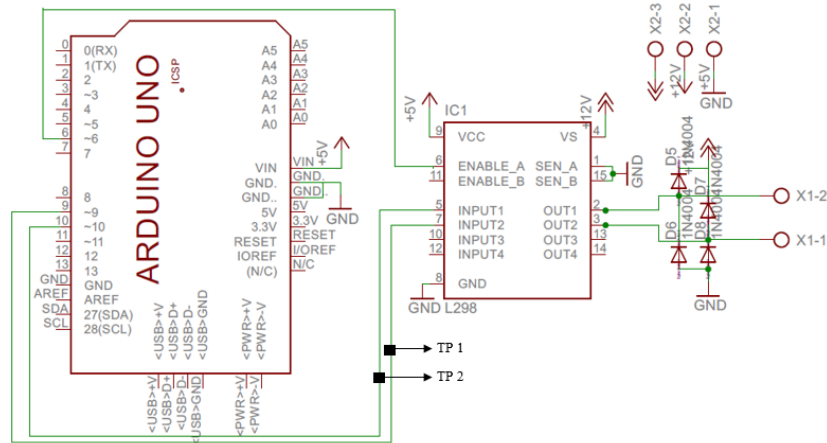 X2-3
X2-2
X2-1
+12V
+5V
GND
ARDUINO UNO
ICSP
0 0(RX)
1 1(TX)
2 2
3 ~3
4 4
5 ~5
6 ~6
7 7
8 8
9 ~9
10 ~10
11 ~11
12 12
13 13
GND GND
AREF AREF
SDA 27(SDA)
SCL 28(SCL)
A5 A5
A4 A4
A3 A3
A2 A2
A1 A1
A0 A0
VIN VIN
GND. GND.
GND.. GND.
5V 5V
3.3V 3.3V
RESET RESET
IOREF I/OREF
(N/C) N/C
+5V
GND
<USB>+V
<USB>D+
<USB>D-
<USB>GND
<PWR>+V
<PWR>-V
<USB>+V
<USB>D+
<USB>D-
<USB>GND
<PWR>+V
<PWR>-V
+5V
IC1
+12V
9 VCC VS 4
6 ENABLE_A SEN_A 1
11 ENABLE_B SEN_B 15
GND
5 INPUT1 OUT1 2
7 INPUT2 OUT2 3
10 INPUT3 OUT3 13
12 INPUT4 OUT4 14
8 GND
GND L298
D5
1N4004
+12V
D7
1N4004
D6
1N4004
D8
1N4004
GND
X1-2
X1-1
TP 1
TP 2